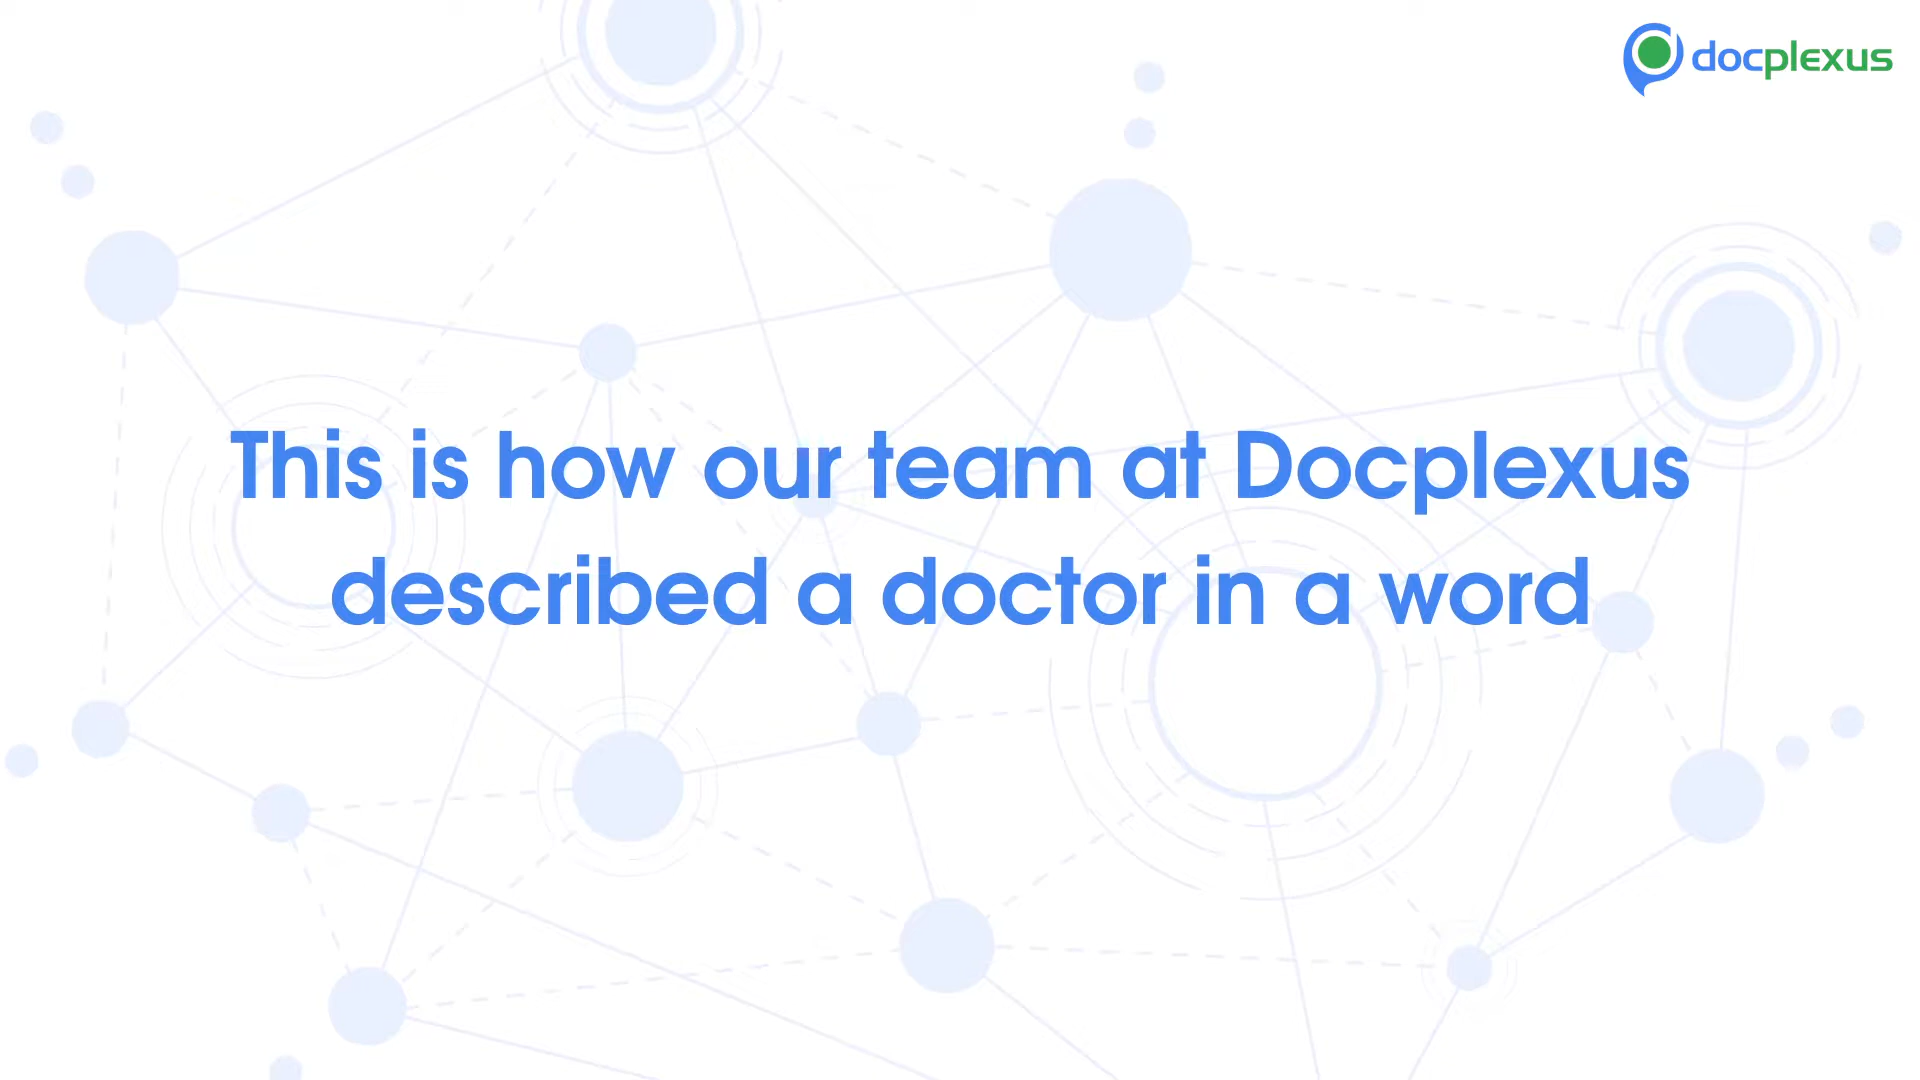 docplexus
This is how our team at Docplexus
described a doctor in a word